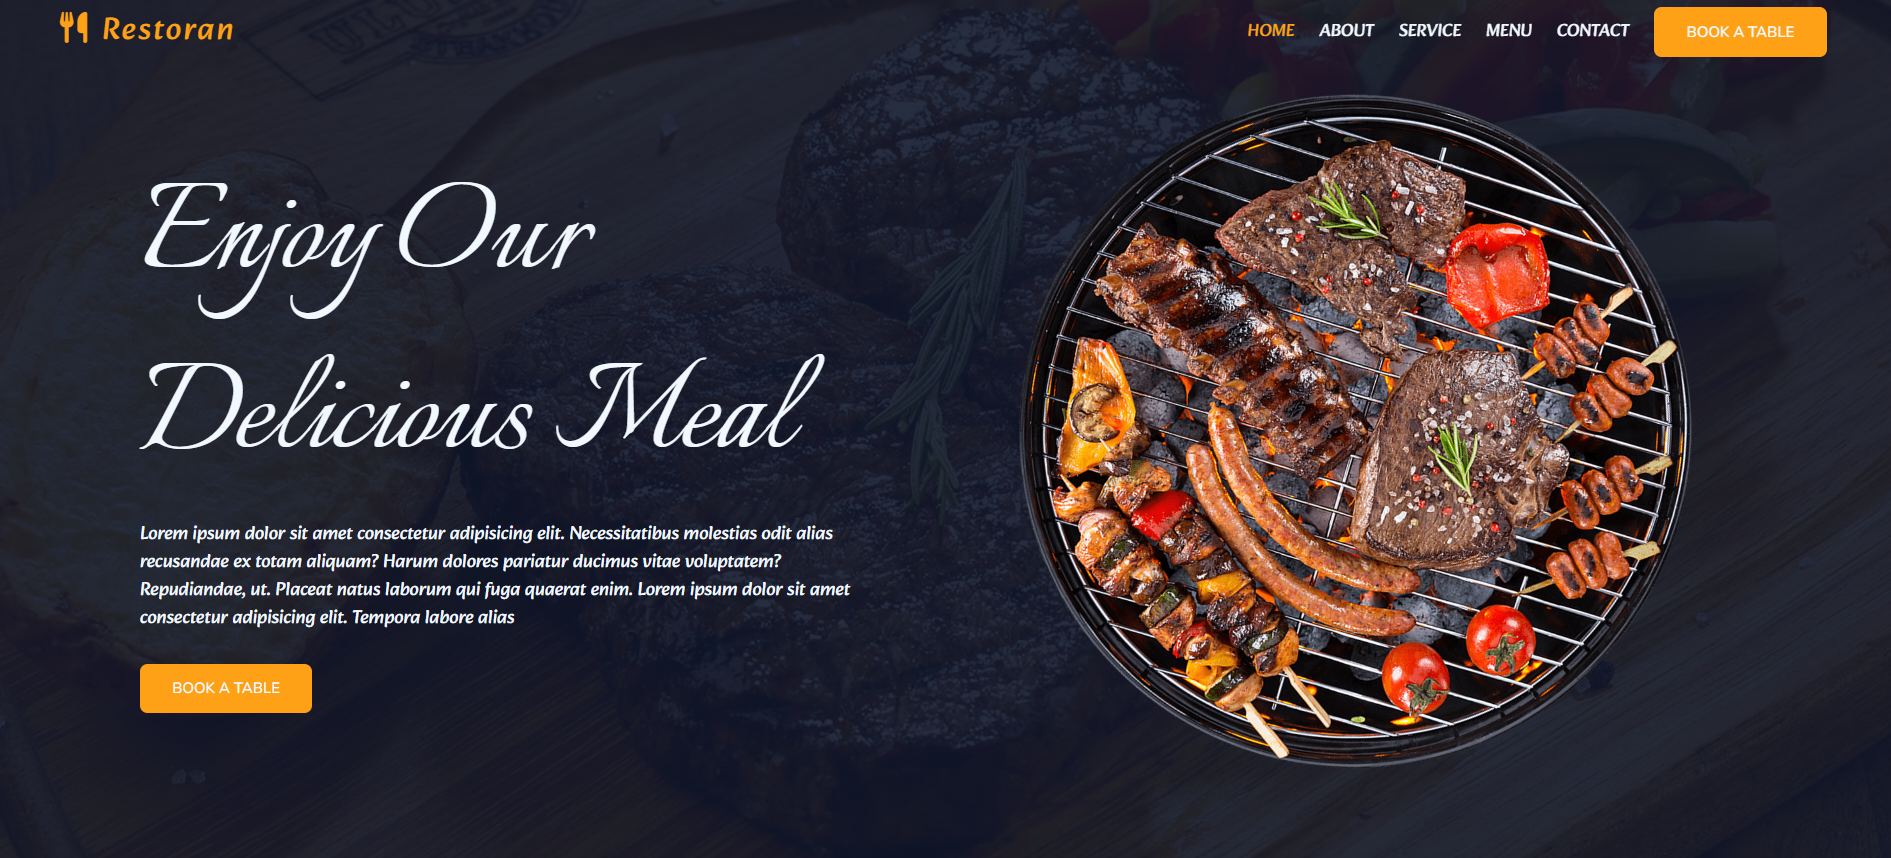 Restoran
HOME ABOUT SERVICE MENU CONTACT BOOK A TABLE
Enjoy Our
Delicious Meal
Lorem ipsum dolor sit amet consectetur adipisicing elit. Necessitatibus molestias odit alias
recusandae ex totam aliquam? Harum dolores pariatur ducimus vitae voluptatem?
Repudiandae, ut. Placeat natus laborum qui fuga quaerat enim. Lorem ipsum dolor sit amet
consectetur adipisicing elit. Tempora labore alias
BOOK A TABLE